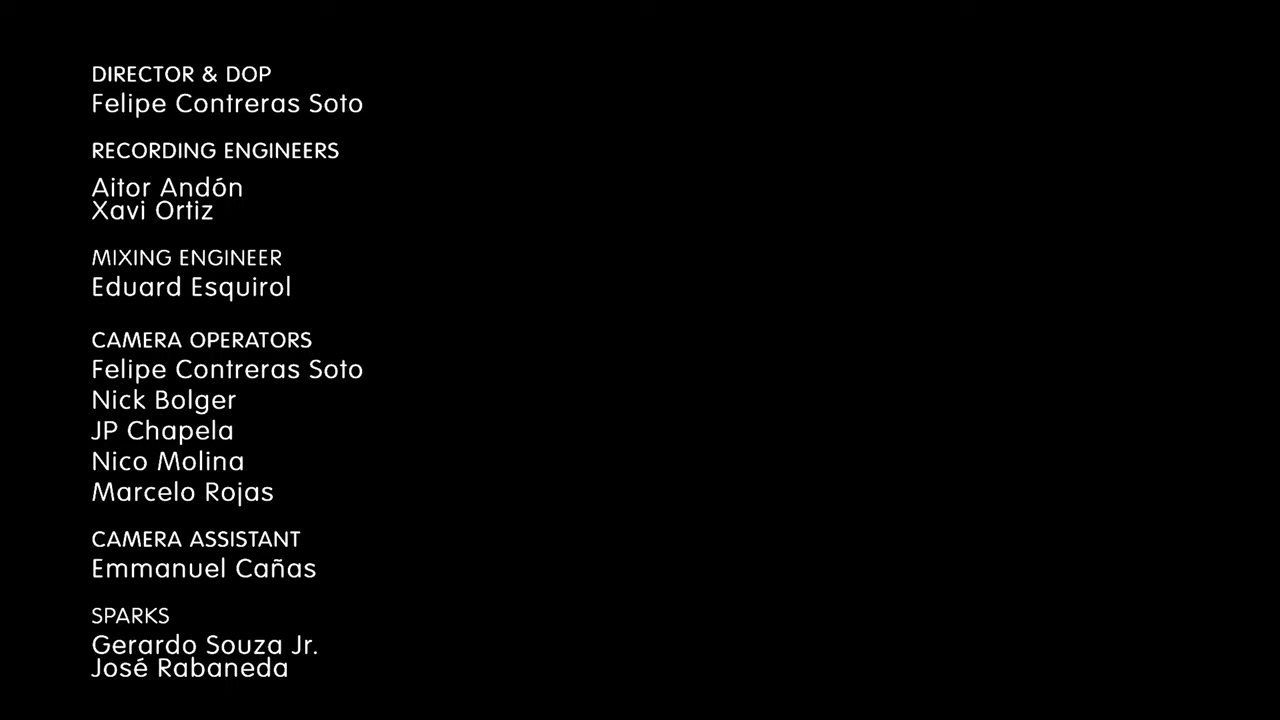 DIRECTOR & DOP
Felipe Contreras Soto
RECORDING ENGINEERS
Aitor Andón
Xavi Ortiz
MIXING ENGINEER
Eduard Esquirol
CAMERA OPERATORS
Felipe Contreras Soto
Nick Bolger
JP Chapela
Nico Molina
Marcelo Rojas
CAMERA ASSISTANT
Emmanuel Cañas
SPARKS
Gerardo Souza Jr.
José Rabaneda